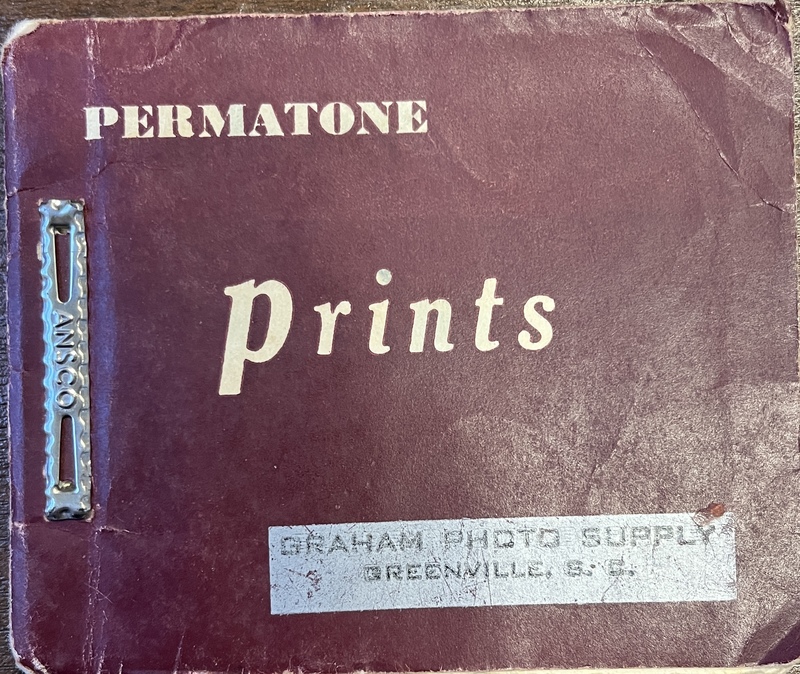 PERMATONE
prints
ANSCO
GRAHAM PHOTO SUPPLY
GREENVILLE, S. C.